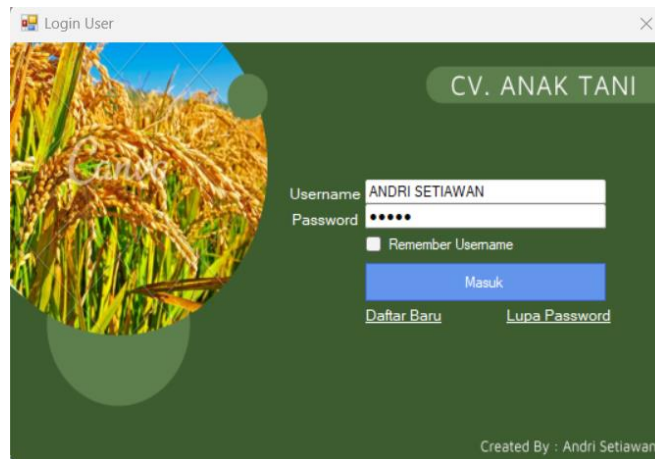 Login User
CV. ANAK TANI
Canva
Username ANDRI SETIAWAN
Password •••••
Remember Username
Masuk
Daftar Baru Lupa Password
Created By : Andri Setiawan